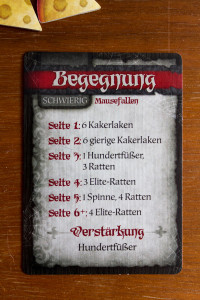 Begegnung
SCHWIERIG Mausefallen
Seite 1: 6 Kakerlaken
Seite 2: 6 gierige Kakerlaken
Seite 3: 1 Hundertfüßer,
3 Ratten
Seite 4: 3 Elite-Ratten
Seite 5: 1 Spinne, 4 Ratten
Seite 6+: 4 Elite-Ratten
Verstärkung
Hundertfüßer